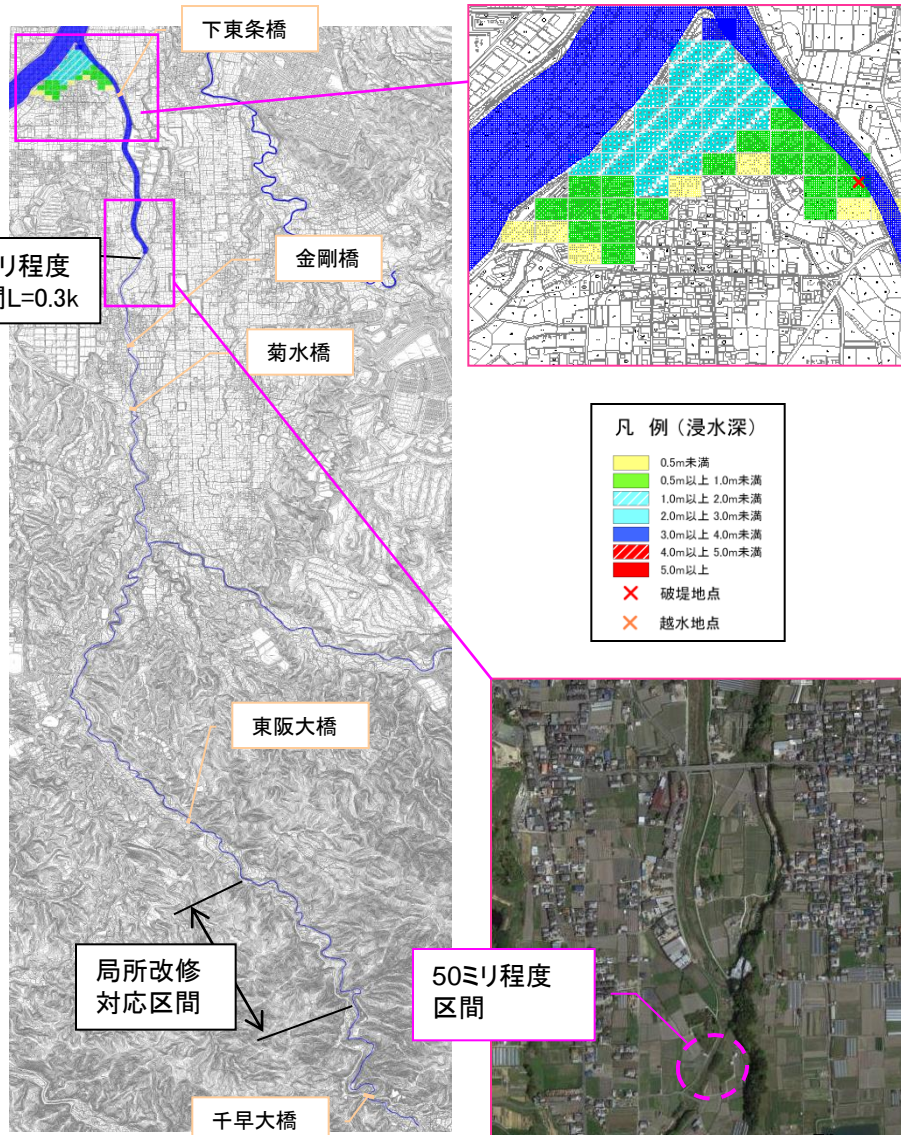 下東条橋
ﾘ程度
間L=0.3k
金剛橋
菊水橋
東阪大橋
局所改修
対応区間
千早大橋
凡　例（浸水深）
0.5m未満
0.5m以上 1.0m未満
1.0m以上 2.0m未満
2.0m以上 3.0m未満
3.0m以上 4.0m未満
4.0m以上 5.0m未満
5.0m以上
破堤地点
越水地点
50ミリ程度
区間